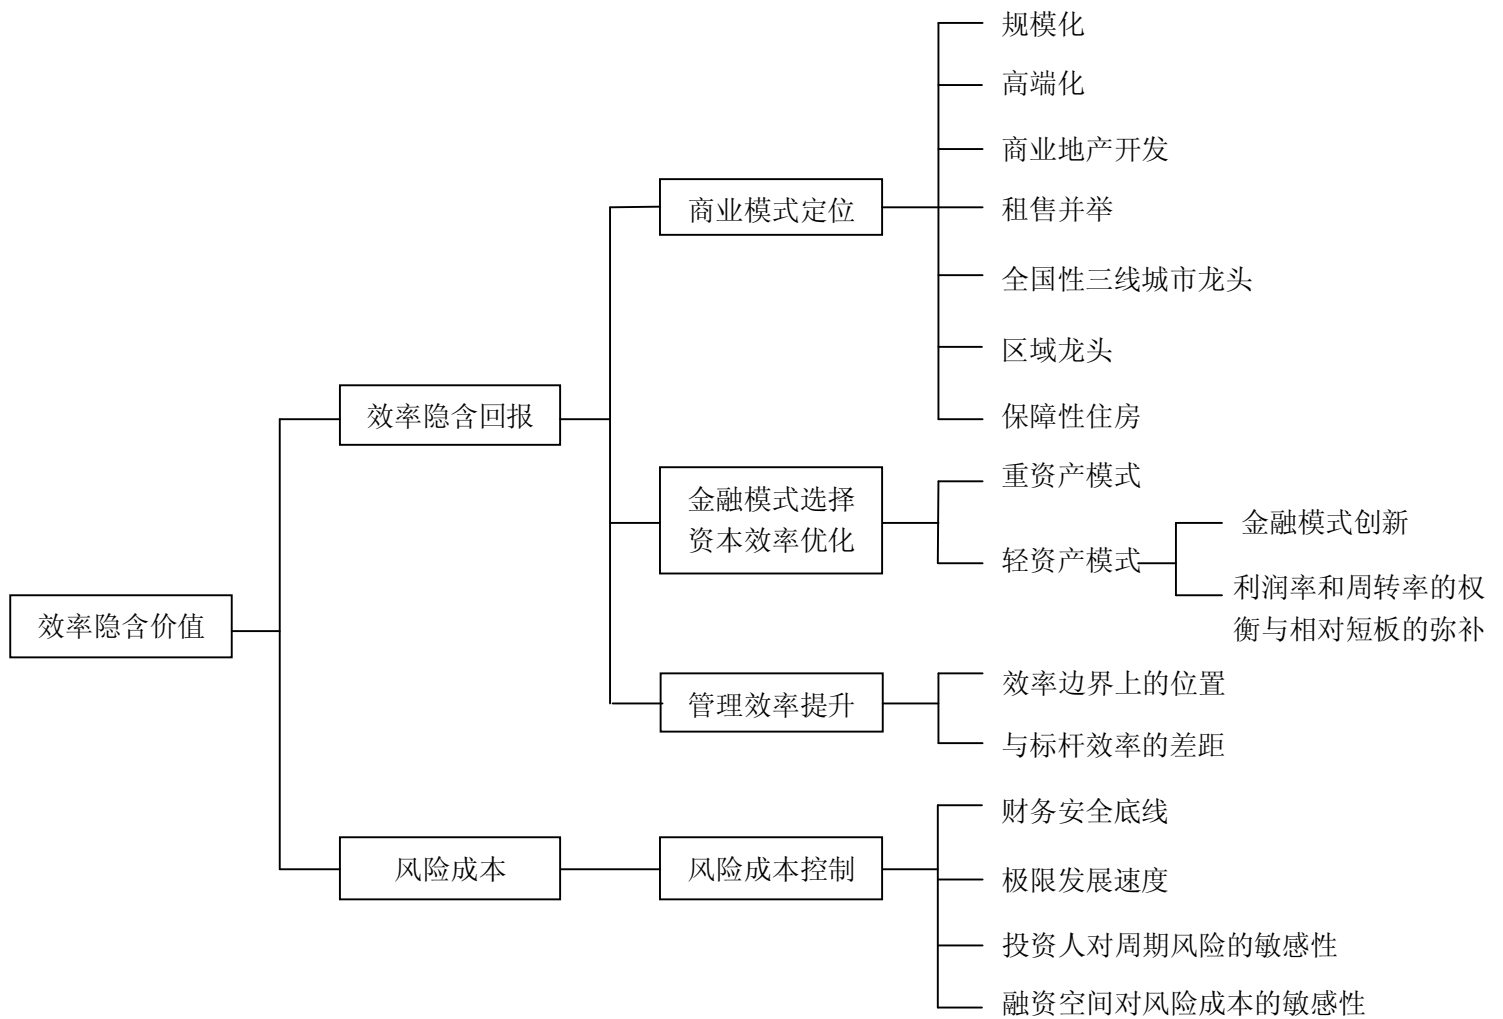 规模化
高端化
商业地产开发
商业模式定位
租售并举
全国性三线城市龙头
区域龙头
效率隐含回报
保障性住房
重资产模式
金融模式选择
资本效率优化
金融模式创新
轻资产模式
利润率和周转率的权
衡与相对短板的弥补
效率隐含价值
效率边界上的位置
管理效率提升
与标杆效率的差距
财务安全底线
风险成本
风险成本控制
极限发展速度
投资人对周期风险的敏感性
融资空间对风险成本的敏感性